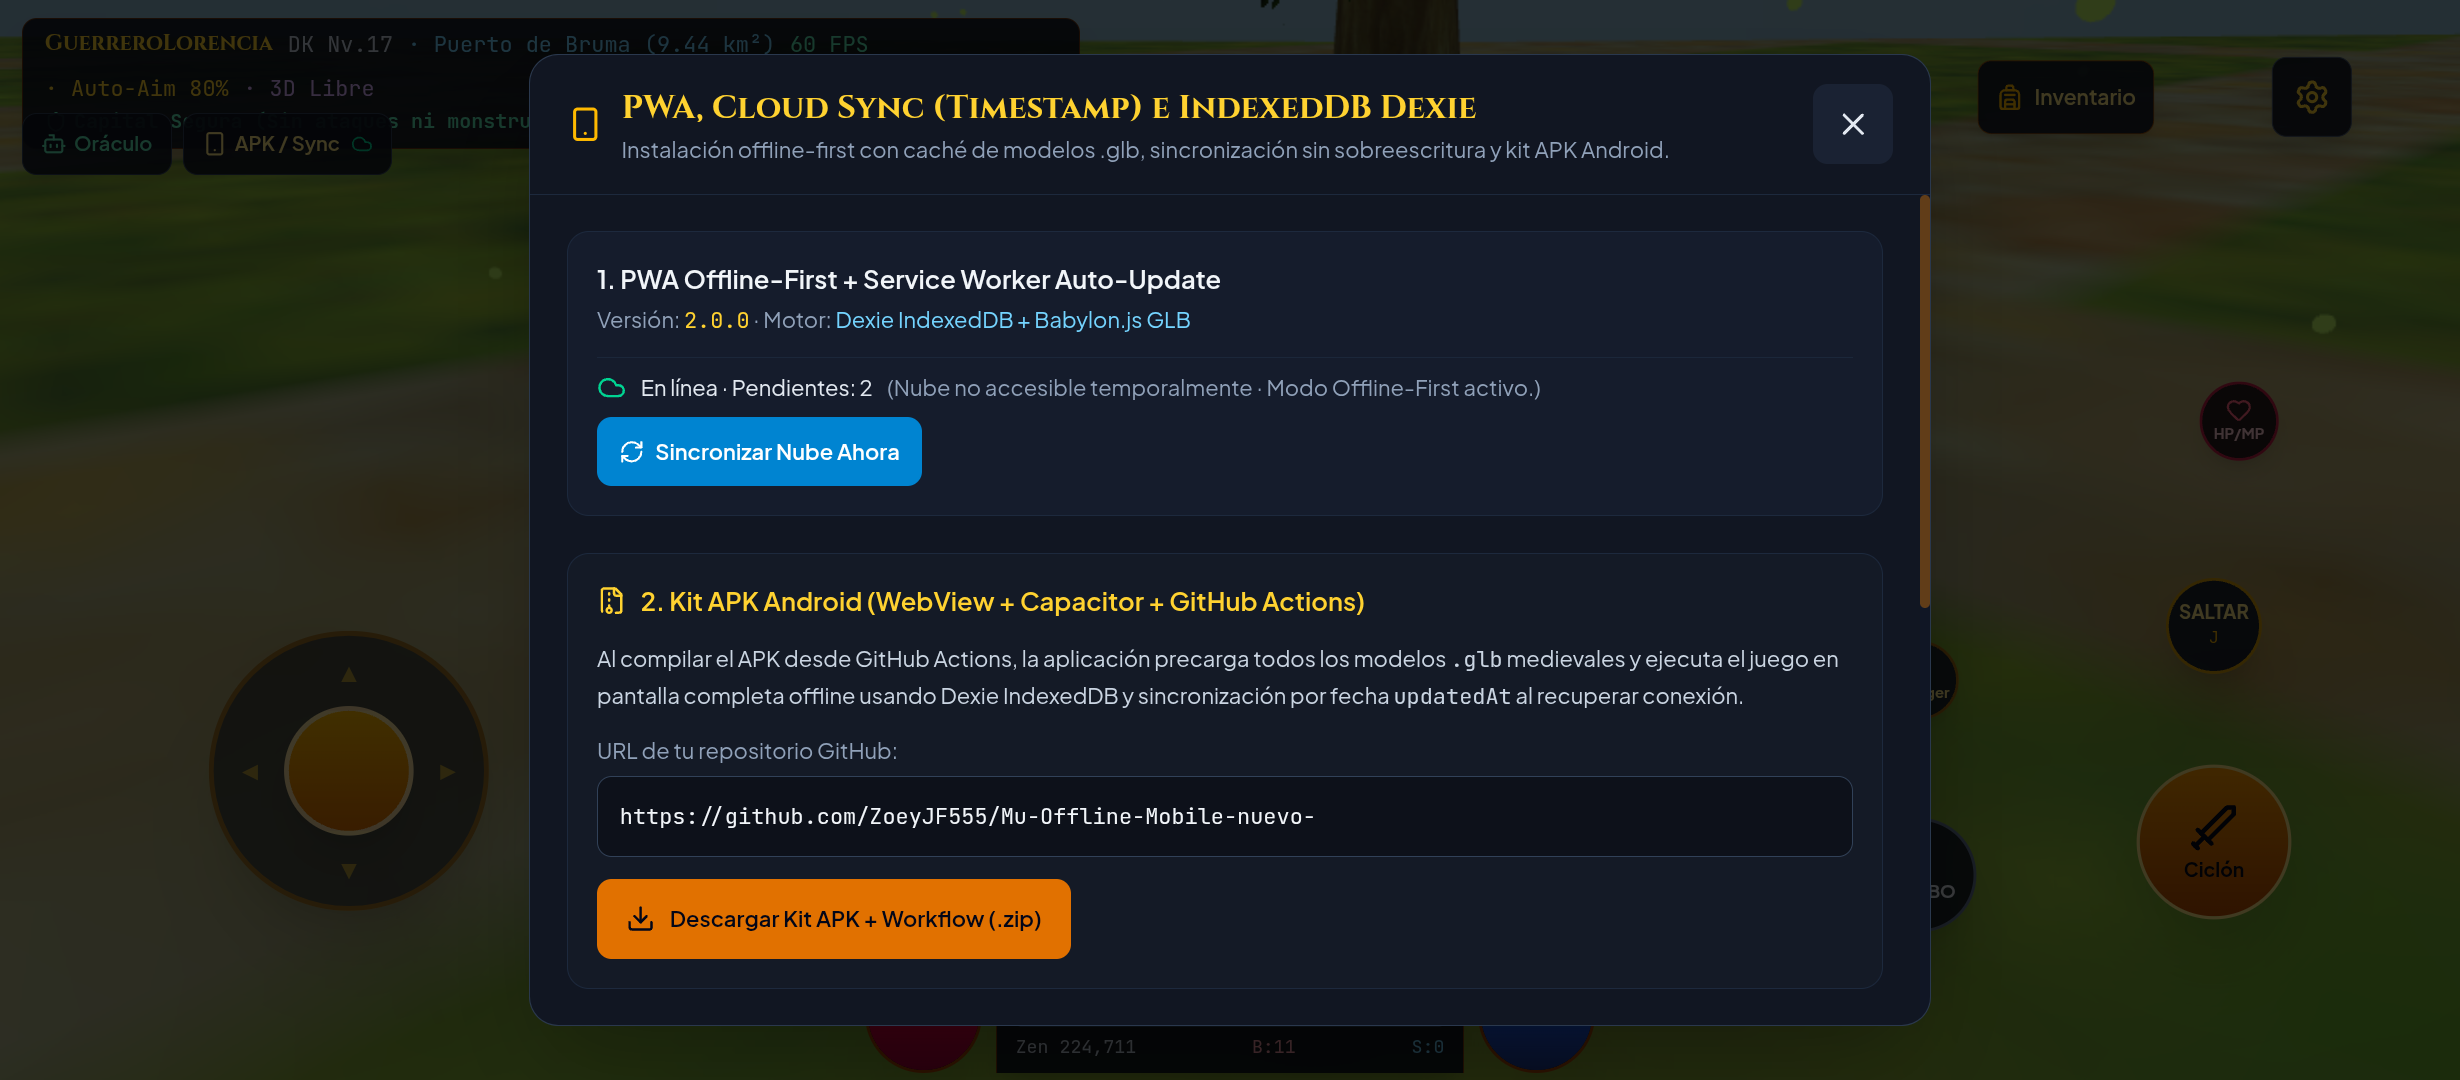 GuerreroLorencia DK Nv.17 · Puerto de Bruma (9.44 km²) 60 FPS
· Auto-Aim 80% · 3D Libre
s ni monstru
Oráculo
APK / Sync
Inventario
PWA, Cloud Sync (Timestamp) e IndexedDB Dexie
Instalación offline-first con caché de modelos .glb, sincronización sin sobreescritura y kit APK Android.
1. PWA Offline-First + Service Worker Auto-Update
Versión: 2.0.0 · Motor: Dexie IndexedDB + Babylon.js GLB
En línea · Pendientes: 2 (Nube no accesible temporalmente · Modo Offline-First activo.)
Sincronizar Nube Ahora
2. Kit APK Android (WebView + Capacitor + GitHub Actions)
Al compilar el APK desde GitHub Actions, la aplicación precarga todos los modelos .glb medievales y ejecuta el juego en
pantalla completa offline usando Dexie IndexedDB y sincronización por fecha updatedAt al recuperar conexión.
URL de tu repositorio GitHub:
https://github.com/ZoeyJF555/Mu-Offline-Mobile-nuevo-
Descargar Kit APK + Workflow (.zip)
HP/MP
SALTAR
J
ger
BO
Ciclón
Zen 224,711 B:11 S:0